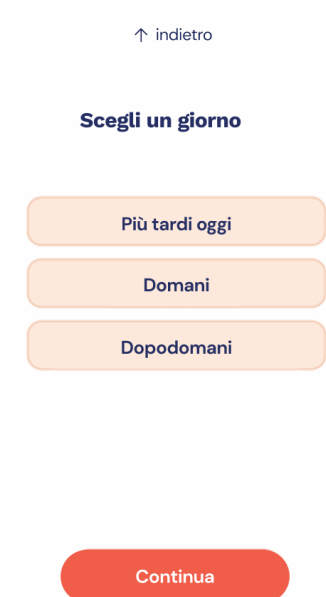 ↑ indietro
Scegli un giorno
Più tardi oggi
Domani
Dopodomani
Continua